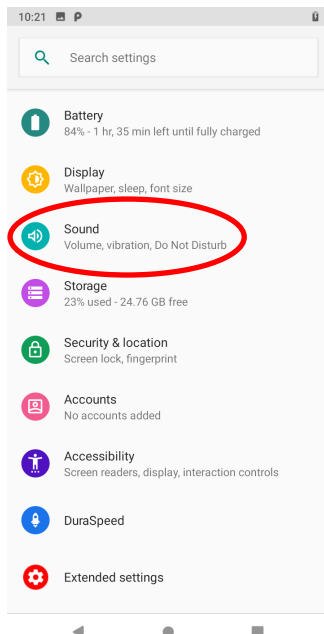 10:21
Search settings
Battery
84% - 1 hr, 35 min left until fully charged
Display
Wallpaper, sleep, font size
Sound
Volume, vibration, Do Not Disturb
Storage
23% used - 24.76 GB free
Security & location
Screen lock, fingerprint
Accounts
No accounts added
Accessibility
Screen readers, display, interaction controls
DuraSpeed
Extended settings